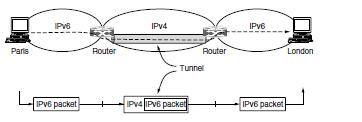 IPv6 IPv4 IPv6
Paris Router Router London
Tunnel
IPv6 packet IPv4 IPv6 packet IPv6 packet